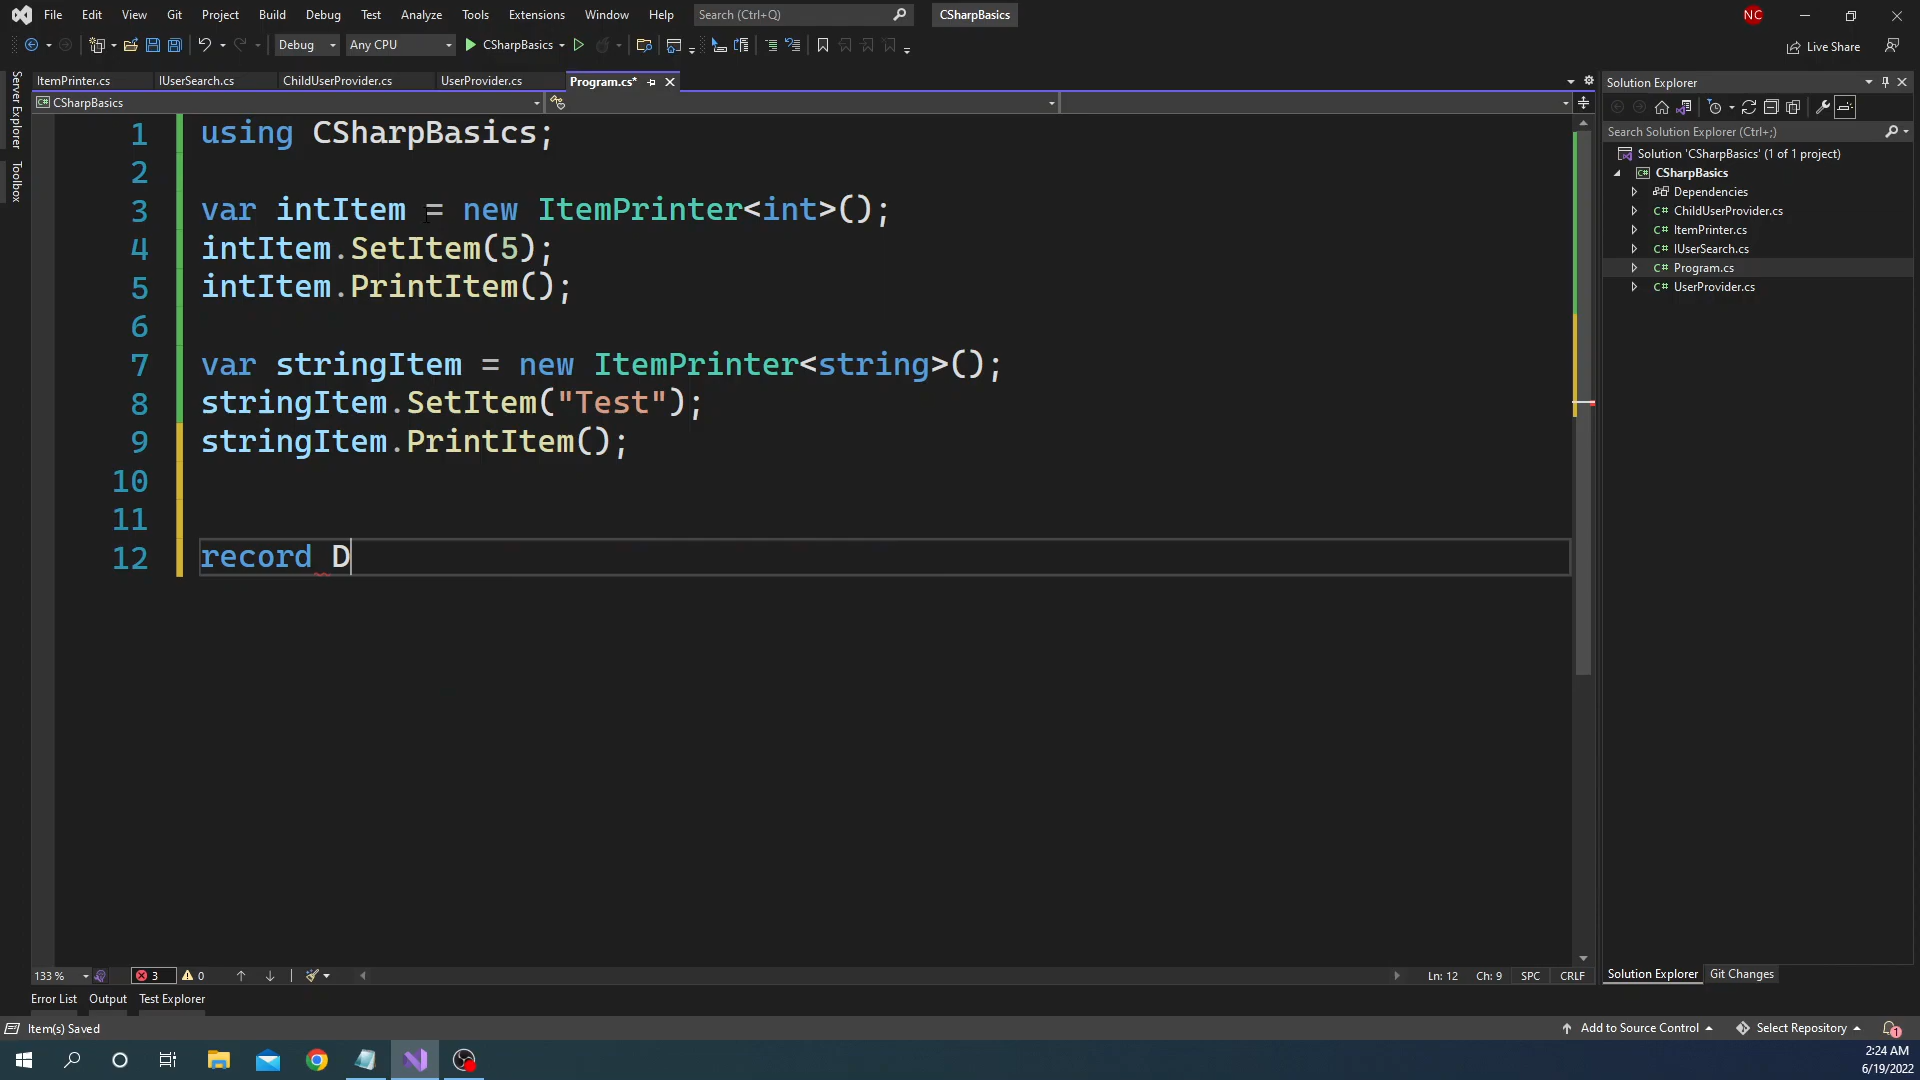 File Edit View Git Project Build Debug Test Analyze Tools Extensions Window Help Search (Ctrl+Q) CSharpBasics NC
Debug Any CPU CSharpBasics Live Share
ItemPrinter.cs IUserSearch.cs ChildUserProvider.cs UserProvider.cs Program.cs*
CSharpBasics
Server Explorer
Toolbox
1 using CSharpBasics;
2
3 var intItem = new ItemPrinter<int>();
4 intItem.SetItem(5);
5 intItem.PrintItem();
6
7 var stringItem = new ItemPrinter<string>();
8 stringItem.SetItem("Test");
9 stringItem.PrintItem();
10
11
12 record D
Solution Explorer
Search Solution Explorer (Ctrl+;)
Solution 'CSharpBasics' (1 of 1 project)
C# CSharpBasics
Dependencies
C# ChildUserProvider.cs
C# ItemPrinter.cs
C# IUserSearch.cs
C# Program.cs
C# UserProvider.cs
133 % 3 0 Ln: 12 Ch: 9 SPC CRLF
Solution Explorer Git Changes
Error List Output Test Explorer
Item(s) Saved Add to Source Control Select Repository 1
2:24 AM
6/19/2022